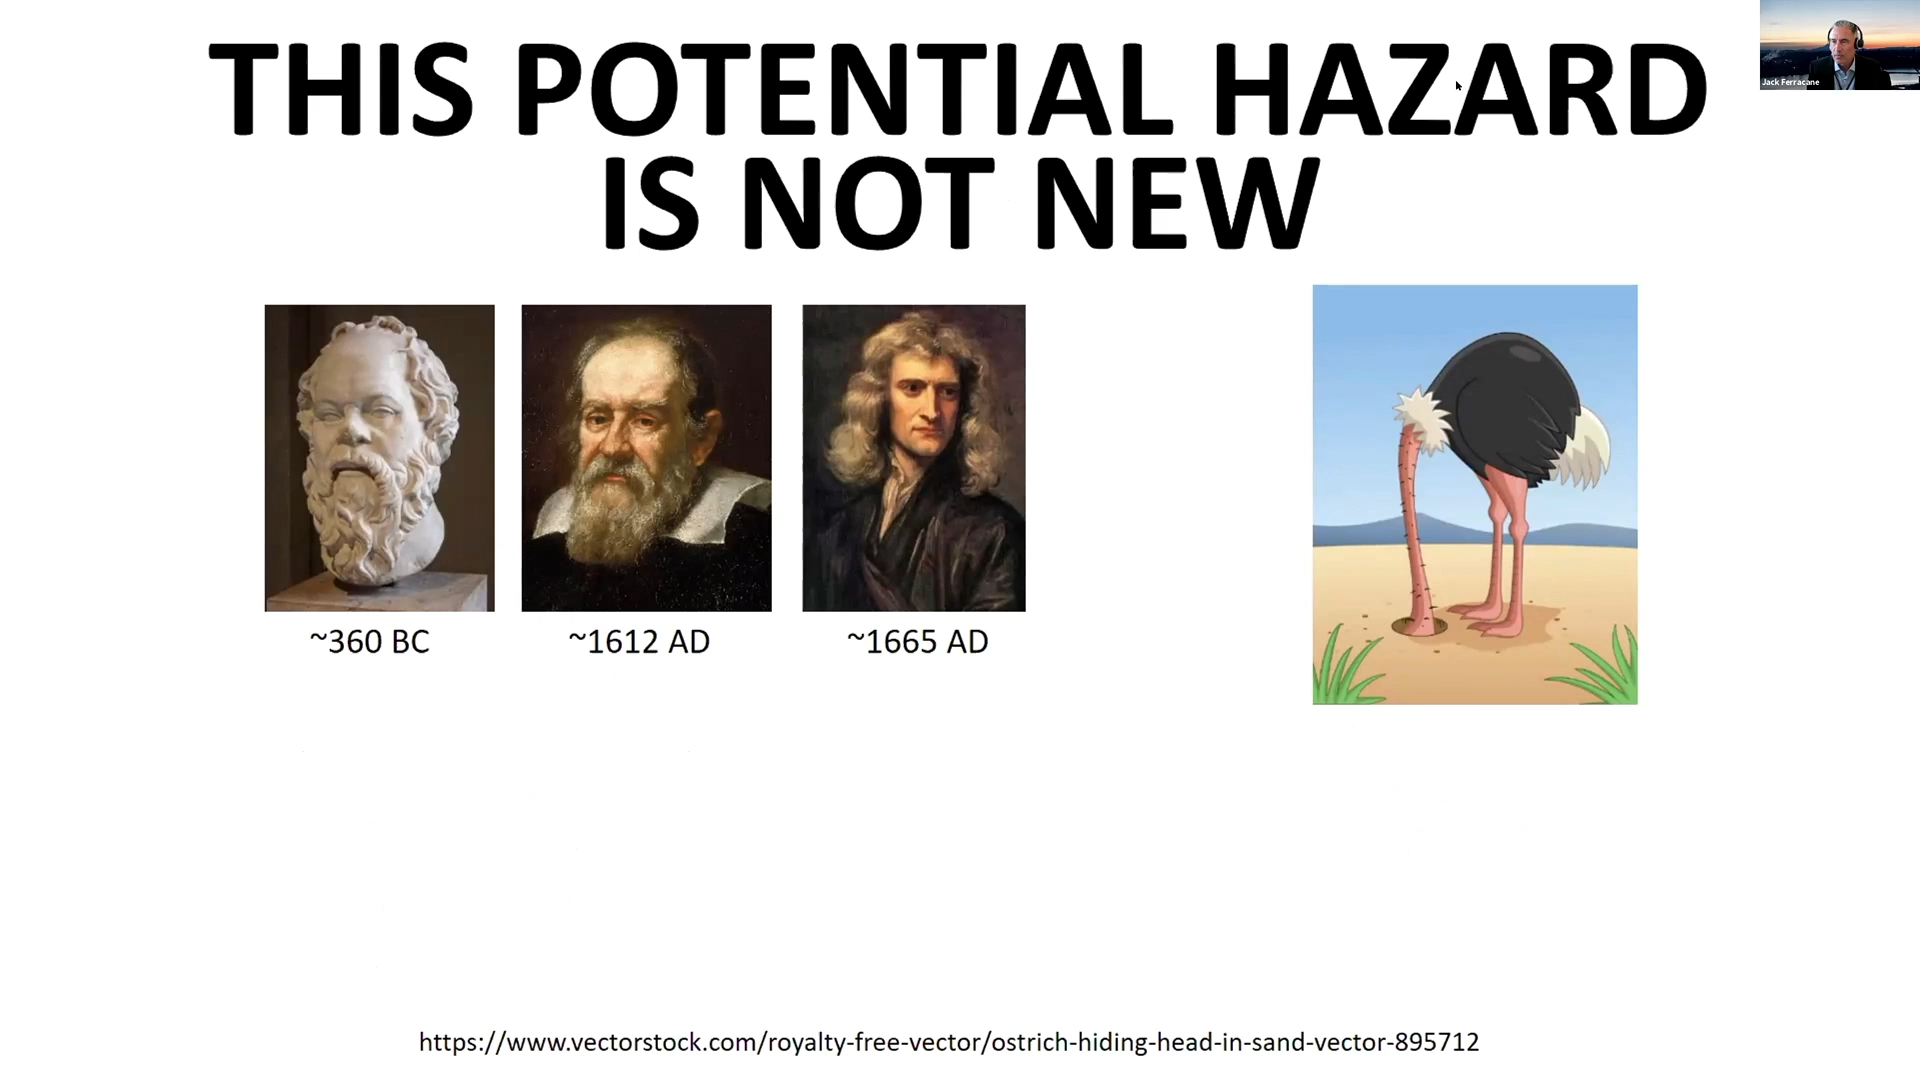 THIS POTENTIAL HAZARD
IS NOT NEW
Jack Ferracane
~360 BC
~1612 AD
~1665 AD
https://www.vectorstock.com/royalty-free-vector/ostrich-hiding-head-in-sand-vector-895712